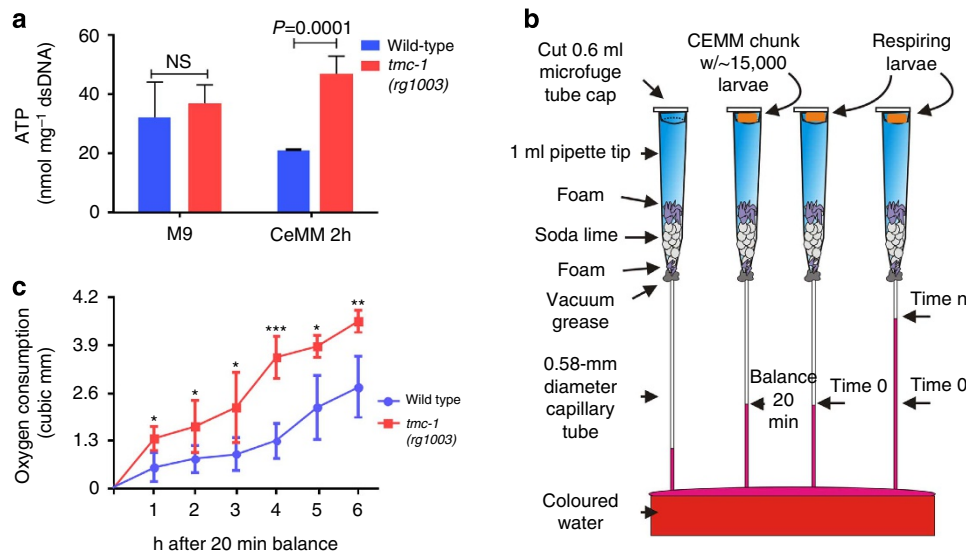 a
60
40
20
0
ATP
(nmol mg⁻¹ dsDNA)
NS
P=0.0001
Wild-type
tmc-1
(rg1003)
M9
CeMM 2h
b
Cut 0.6 ml
microfuge
tube cap
CEMM chunk
w/~15,000
larvae
Respiring
larvae
1 ml pipette tip
Foam
Soda lime
Foam
Vacuum
grease
0.58-mm
diameter
capillary
tube
Balance
20
min
Time 0
Time n
Time 0
Coloured
water
c
4.2
3.9
2.6
1.3
0
Oxygen consumption
(cubic mm)
*
*
*
***
*
**
Wild type
tmc-1
(rg1003)
1 2 3 4 5 6
h after 20 min balance